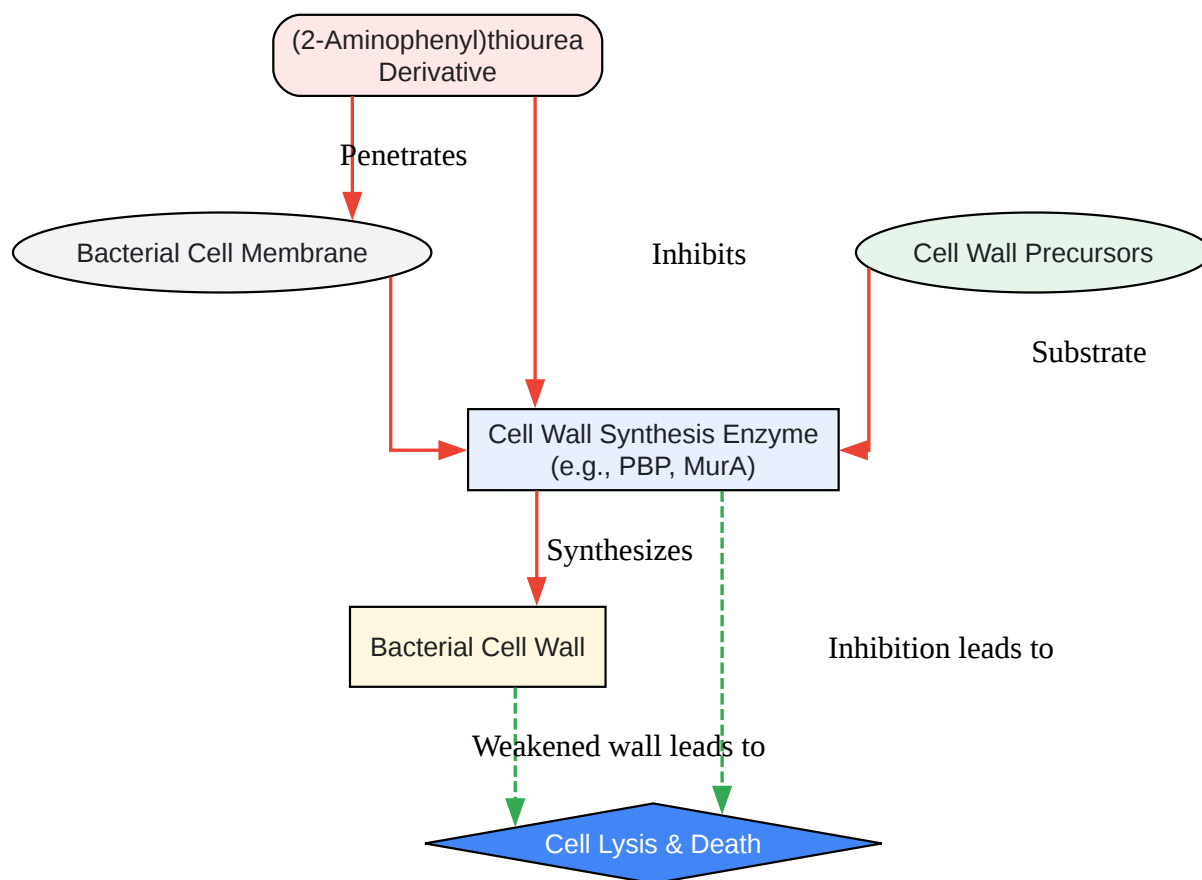 (2-Aminophenyl)thiourea
Derivative
Penetrates
Bacterial Cell Membrane
Inhibits
Cell Wall Precursors
Substrate
Cell Wall Synthesis Enzyme
(e.g., PBP, MurA)
Synthesizes
Bacterial Cell Wall
Inhibition leads to
Weakened wall leads to
Cell Lysis & Death